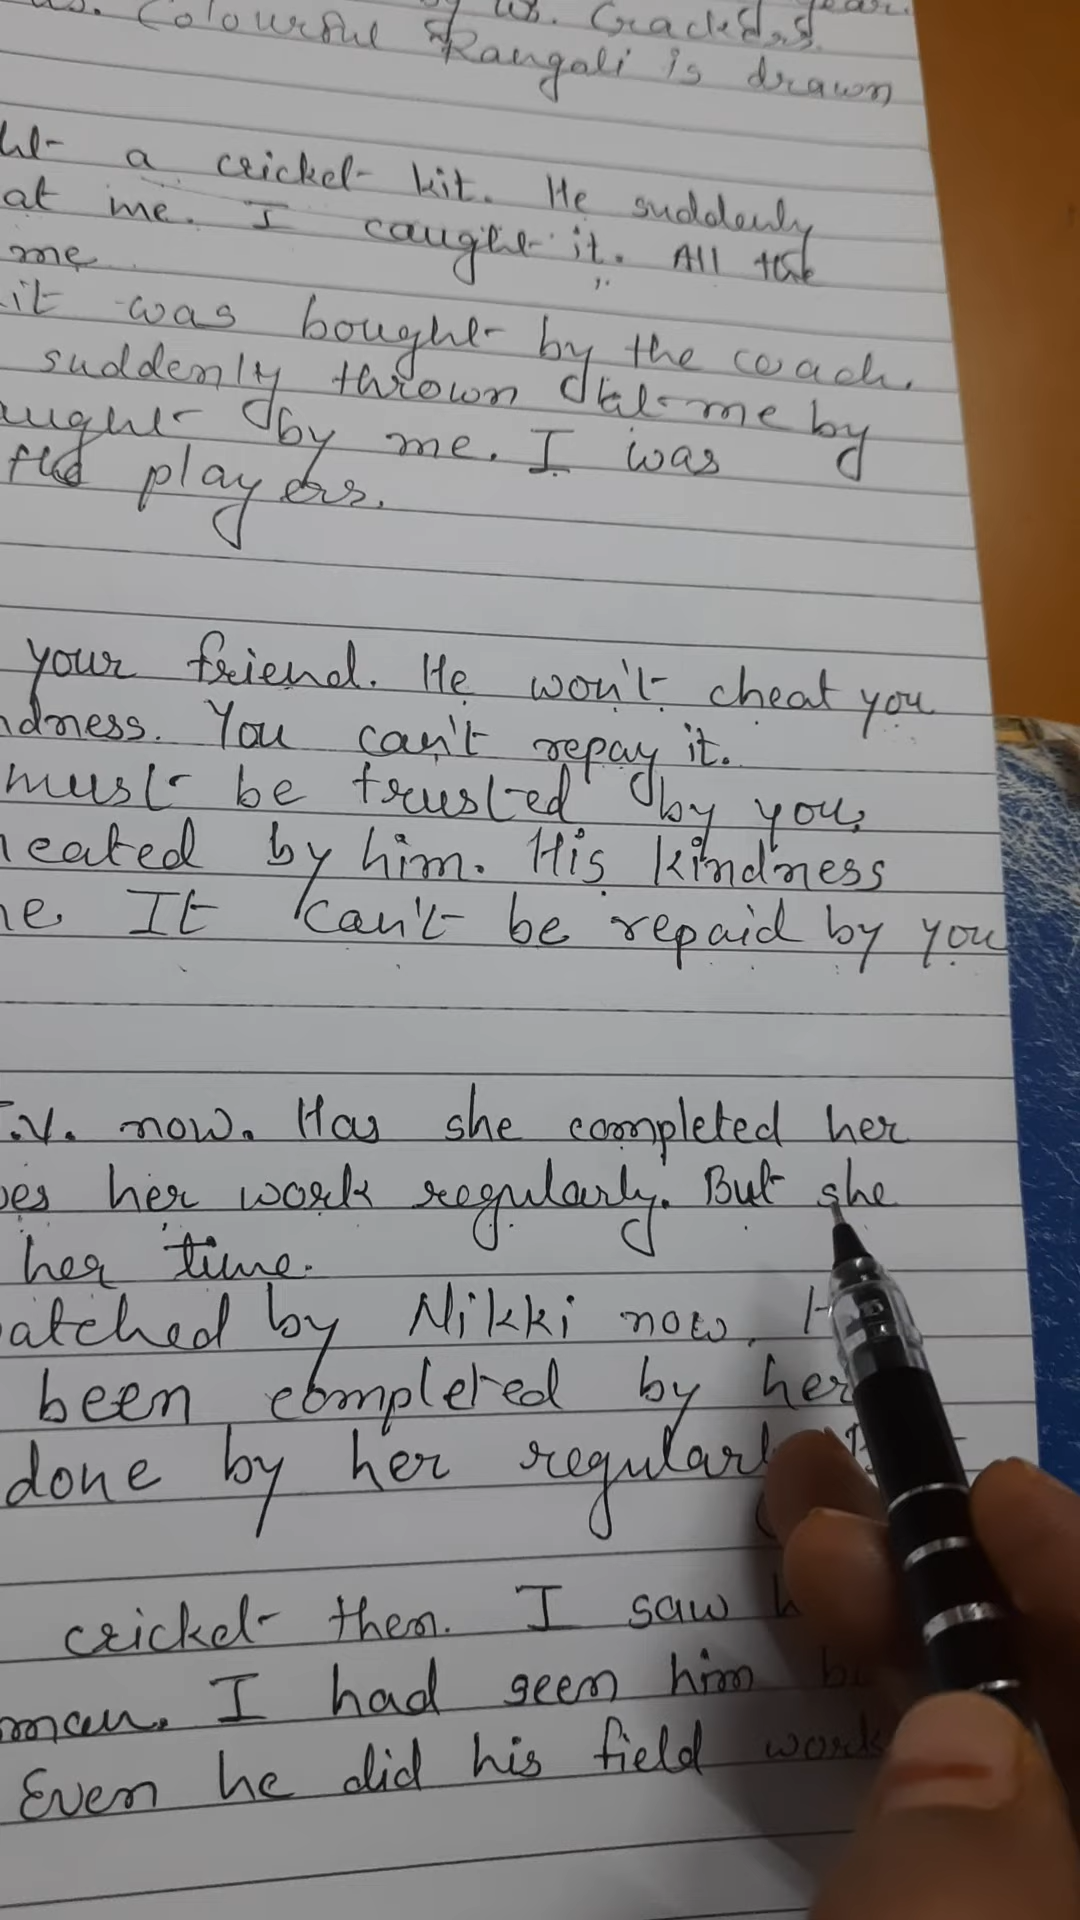 Colourful Rangoli is drawn
a cricket kit. He suddenly
at me. I caught it. All the
me
it was bought by the coach.
suddenly thrown at me by
by me. I was
the players.
your friend. He won't cheat you
You can't repay it.
must be trusted by you,
by him. His kindness
It can't be repaid by you
T.V. now. Has she completed her
her work regularly. But she
her time.
by Nikki now.
been completed by her
done by her
cricket then. I saw
I had seen him
Even he did his field work